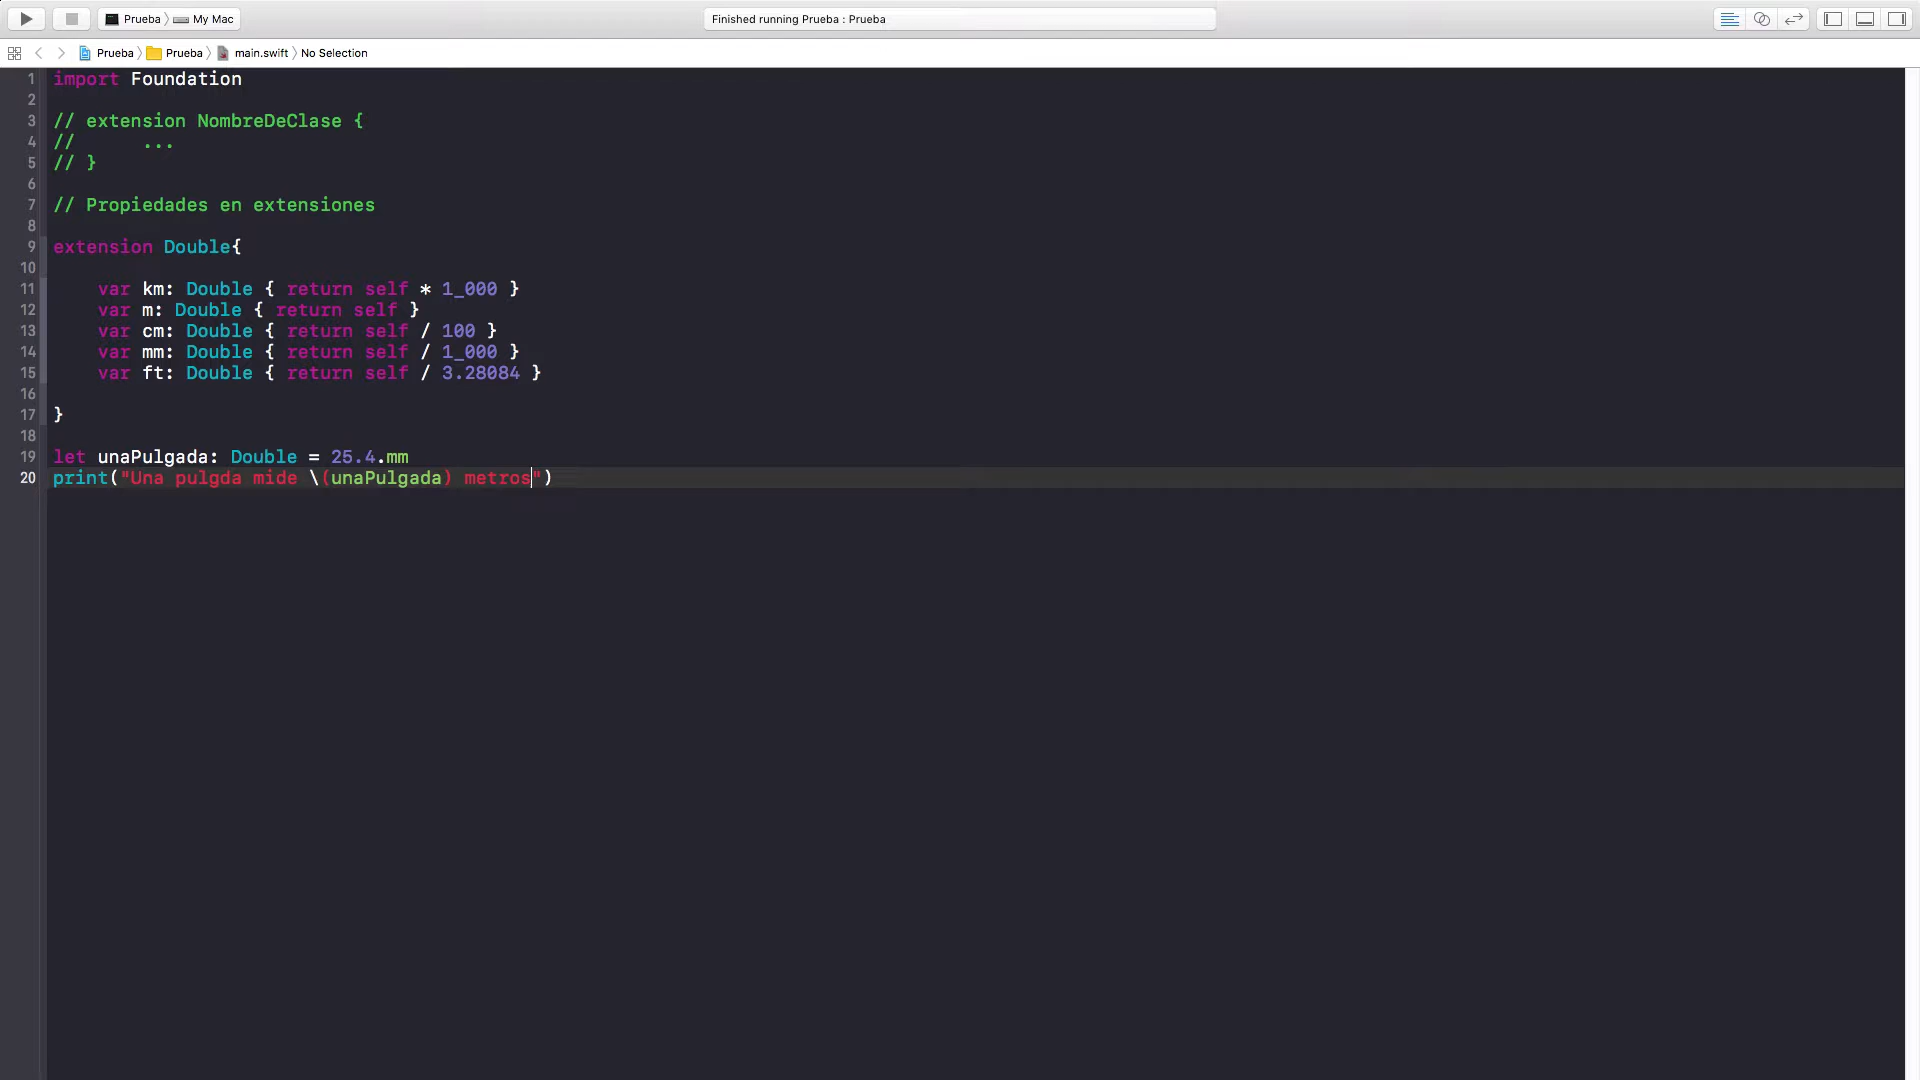 Prueba My Mac
Finished running Prueba : Prueba
Prueba Prueba main.swift No Selection
1 import Foundation
2
3 // extension NombreDeClase {
4 //      ...
5 // }
6
7 // Propiedades en extensiones
8
9 extension Double{
10
11     var km: Double { return self * 1_000 }
12     var m: Double { return self }
13     var cm: Double { return self / 100 }
14     var mm: Double { return self / 1_000 }
15     var ft: Double { return self / 3.28084 }
16
17 }
18
19 let unaPulgada: Double = 25.4.mm
20 print("Una pulgda mide \(unaPulgada) metros")